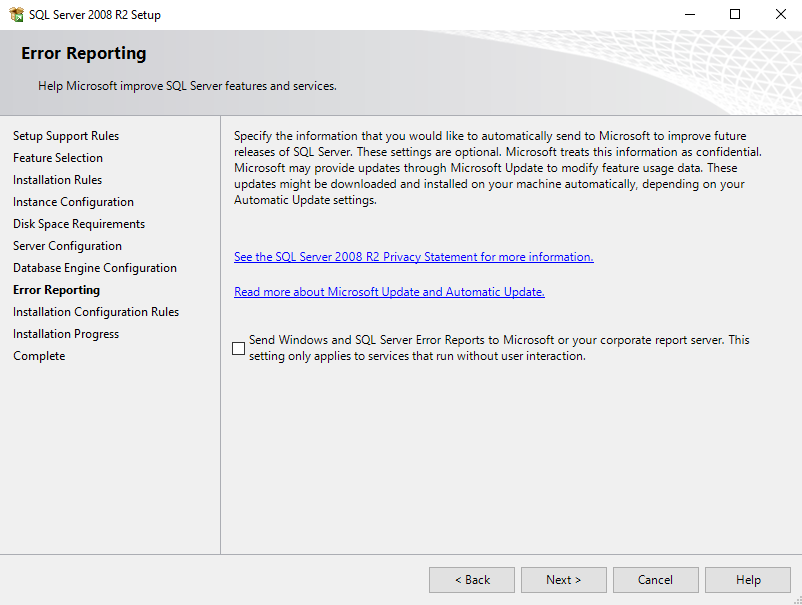 SQL Server 2008 R2 Setup
Error Reporting
Help Microsoft improve SQL Server features and services.
Setup Support Rules
Feature Selection
Installation Rules
Instance Configuration
Disk Space Requirements
Server Configuration
Database Engine Configuration
Error Reporting
Installation Configuration Rules
Installation Progress
Complete
Specify the information that you would like to automatically send to Microsoft to improve future
releases of SQL Server. These settings are optional. Microsoft treats this information as confidential.
Microsoft may provide updates through Microsoft Update to modify feature usage data. These
updates might be downloaded and installed on your machine automatically, depending on your
Automatic Update settings.
See the SQL Server 2008 R2 Privacy Statement for more information.
Read more about Microsoft Update and Automatic Update.
Send Windows and SQL Server Error Reports to Microsoft or your corporate report server. This
setting only applies to services that run without user interaction.
< Back
Next >
Cancel
Help